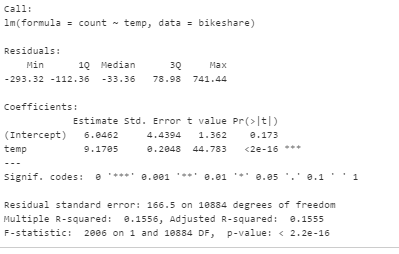 Call:
lm(formula = count ~ temp, data = bikeshare)
Residuals:
Min 1Q Median 3Q Max
-293.32 -112.36 -33.36 78.98 741.44
Coefficients:
Estimate Std. Error t value Pr(>|t|)
(Intercept) 6.0462 4.4394 1.362 0.173
temp 9.1705 0.2048 44.783 <2e-16 ***
---
Signif. codes: 0 '***' 0.001 '**' 0.01 '*' 0.05 '.' 0.1 ' ' 1
Residual standard error: 166.5 on 10884 degrees of freedom
Multiple R-squared: 0.1556, Adjusted R-squared: 0.1555
F-statistic: 2006 on 1 and 10884 DF, p-value: < 2.2e-16